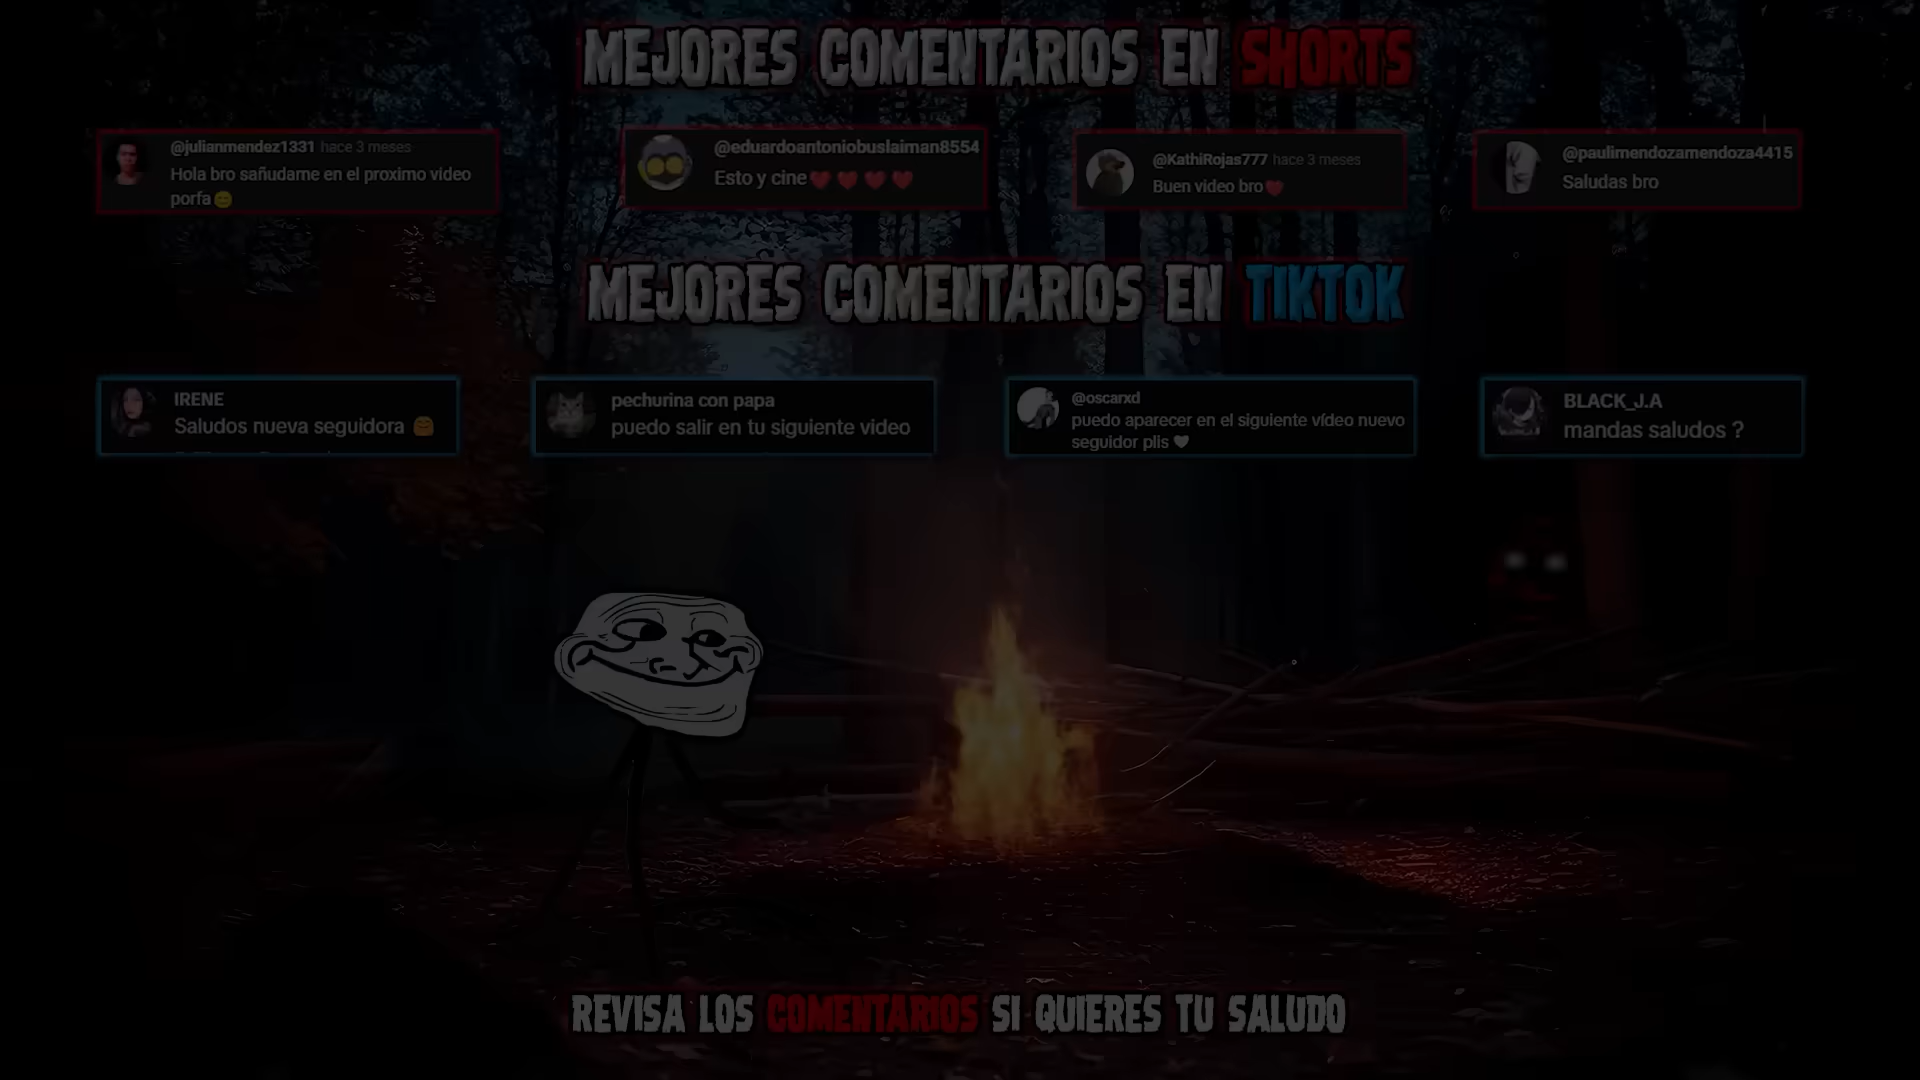 MEJORES COMENTARIOS EN SHORTS
@julianmendez1331 hace 3 meses
Hola bro sañudame en el proximo vídeo
porfa😊
@eduardoantoniobuslaiman8554
Esto y cine❤️❤️❤️❤️
@KathiRojas777 hace 3 meses
Buen video bro❤️
@paulimendozamendoza4415
Saludas bro
MEJORES COMENTARIOS EN TIKTOK
IRENE
Saludos nueva seguidora 🤗
pechurina con papa
puedo salir en tu siguiente video
@oscarxd
puedo aparecer en el siguiente vídeo nuevo
seguidor plis 🤍
BLACK_J.A
mandas saludos ?
REVISA LOS COMENTARIOS SI QUIERES TU SALUDO